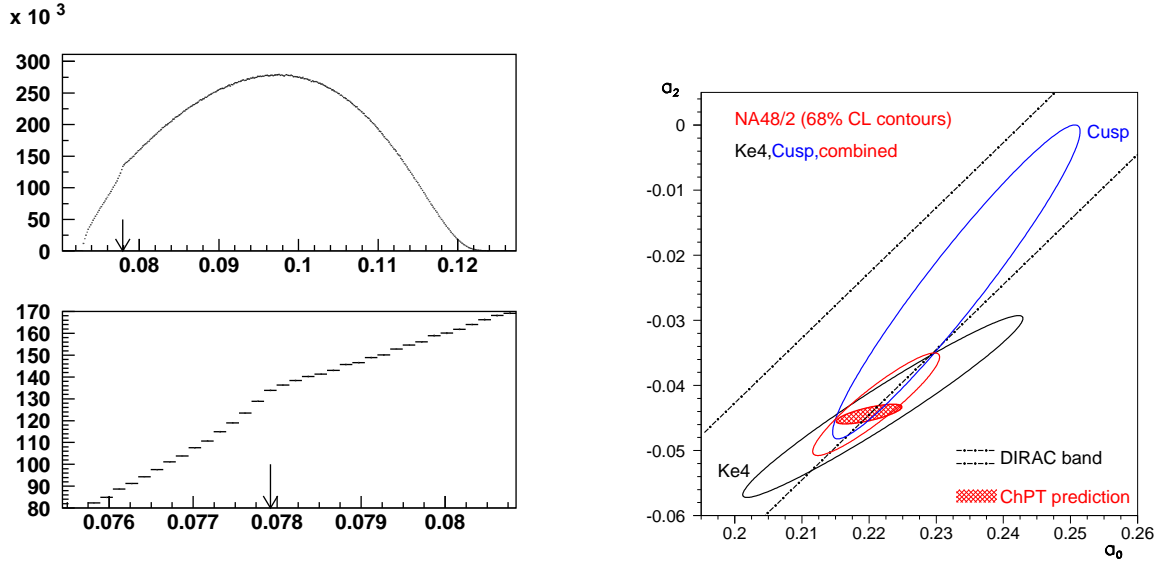 x 10 3
300
250
200
150
100
50
0
0.08 0.09 0.1 0.11 0.12
170
160
150
140
130
120
110
100
90
80
0.076 0.077 0.078 0.079 0.08
a2
NA48/2 (68% CL contours)
Ke4,Cusp,combined
Cusp
0
-0.01
-0.02
-0.03
-0.04
-0.05
-0.06
Ke4
DIRAC band
ChPT prediction
0.2 0.21 0.22 0.23 0.24 0.25 0.26
a0